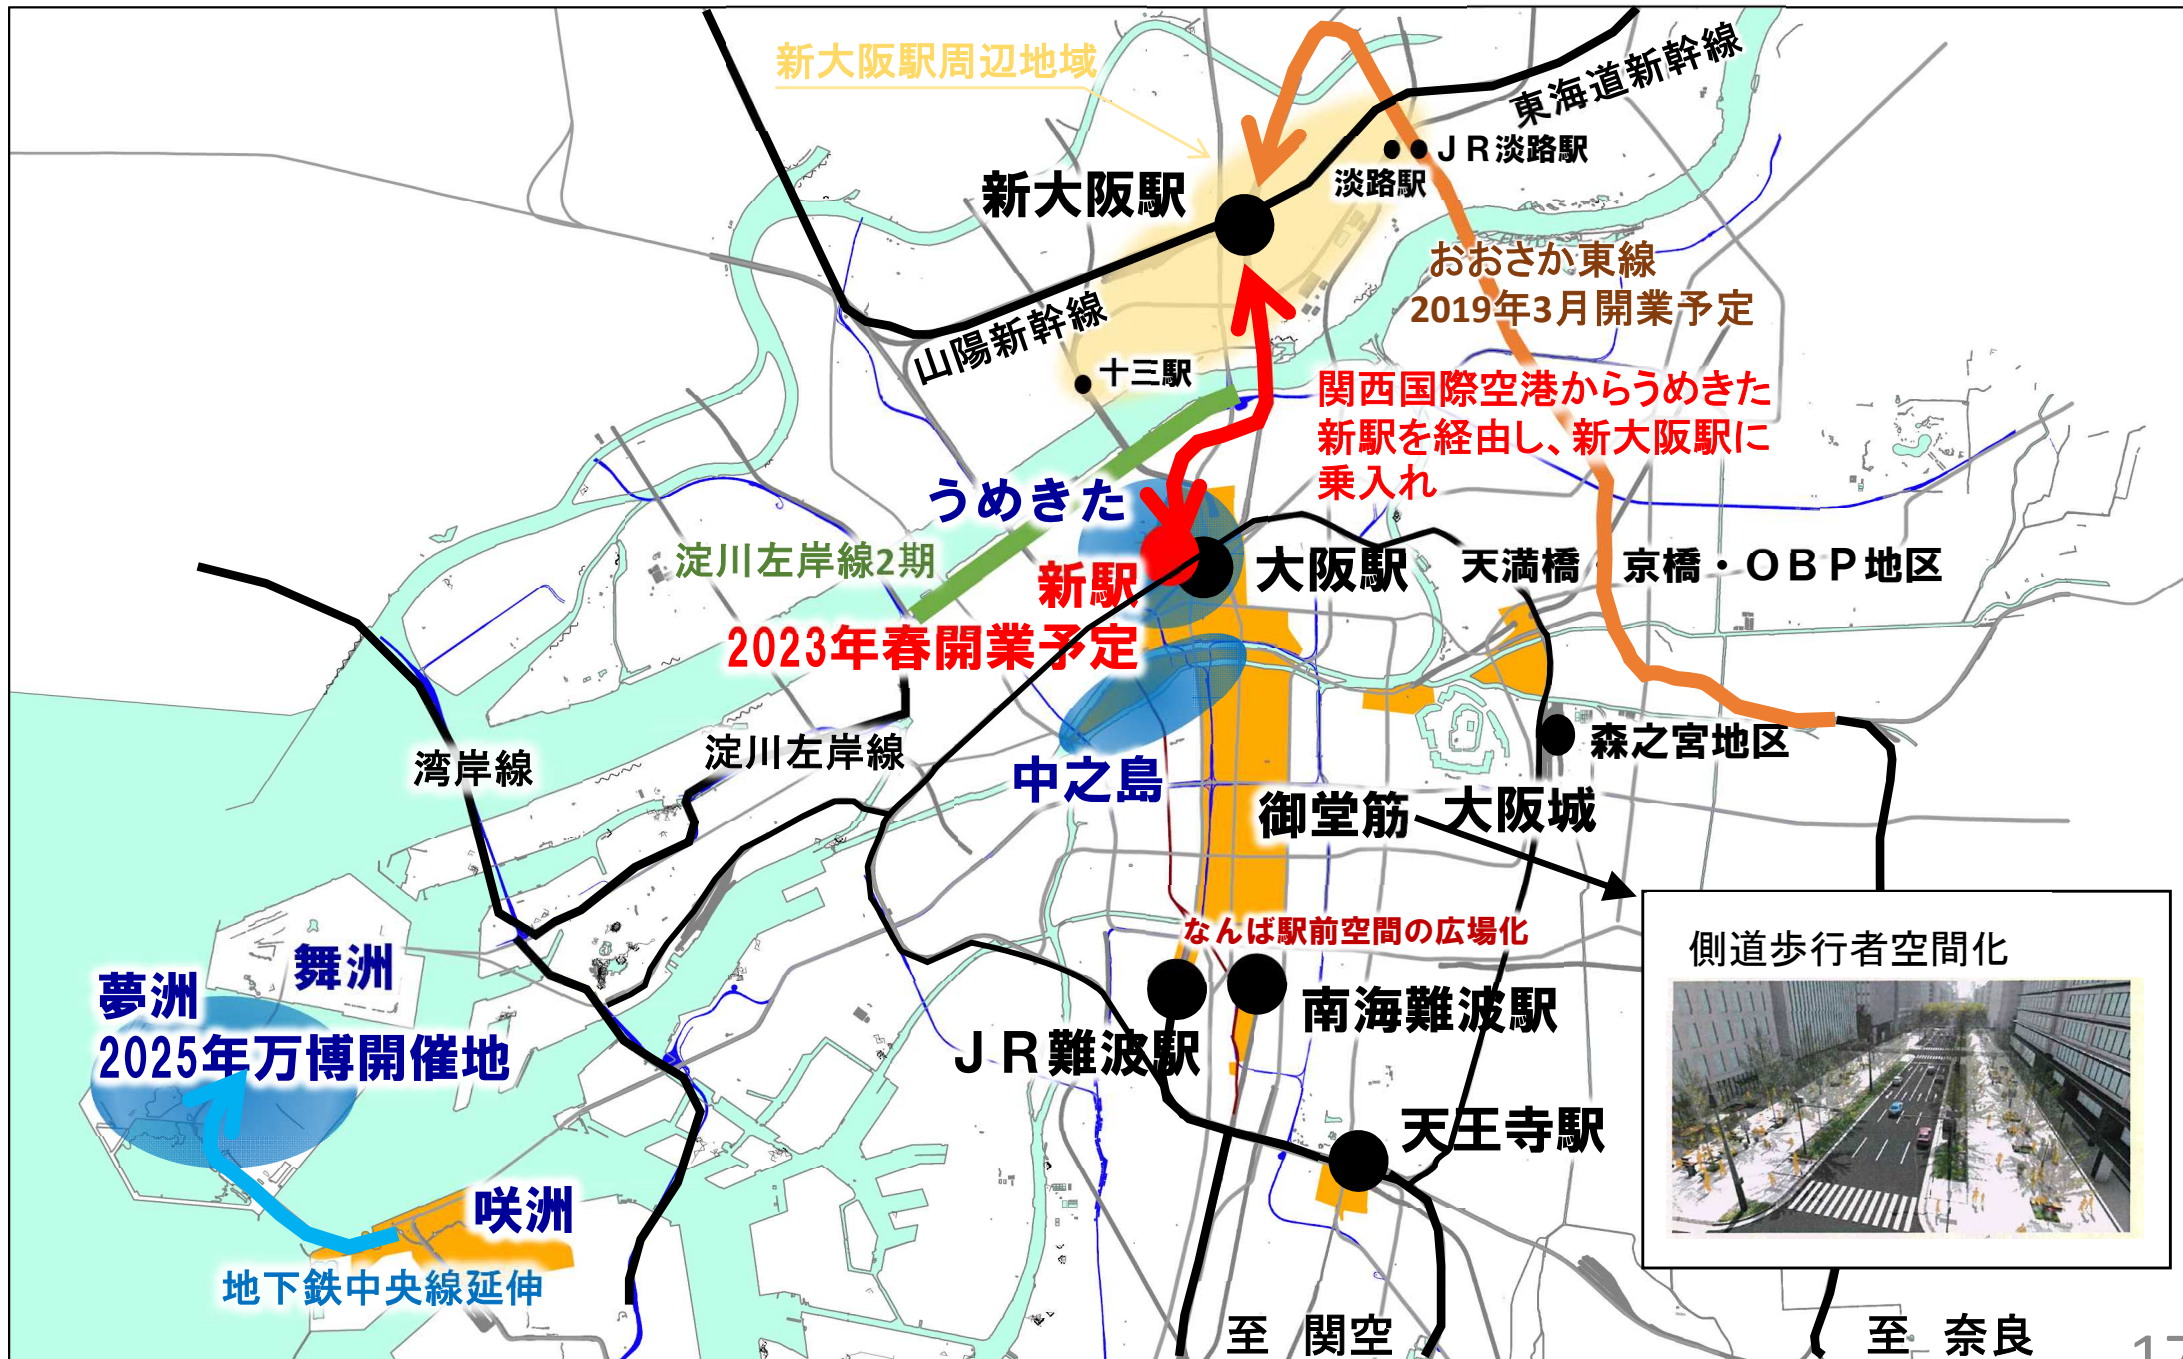 新大阪駅周辺地域
東海道新幹線
ＪＲ淡路駅
淡路駅
新大阪駅
おおさか東線
2019年3月開業予定
山陽新幹線
十三駅
関西国際空港からうめきた
新駅を経由し、新大阪駅に
乗入れ
うめきた
淀川左岸線2期
新駅
2023年春開業予定
大阪駅
天満橋・京橋・ＯＢＰ地区
森之宮地区
湾岸線
淀川左岸線
中之島
御堂筋
大阪城
なんば駅前空間の広場化
側道歩行者空間化
舞洲
夢洲
2025年万博開催地
ＪＲ難波駅
南海難波駅
天王寺駅
咲洲
地下鉄中央線延伸
至 関空
至 奈良